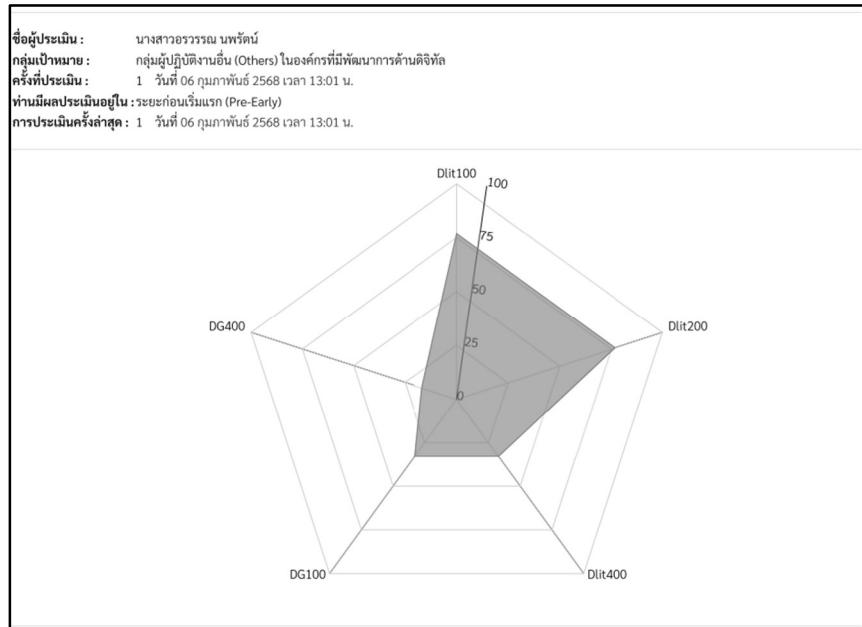 ชื่อผู้ประเมิน : นางสาวอรวรรณ นพรัตน์
กลุ่มเป้าหมาย : กลุ่มผู้ปฏิบัติงานอื่น (Others) ในองค์กรที่มีพัฒนาการด้านดิจิทัล
ครั้งที่ประเมิน : 1 วันที่ 06 กุมภาพันธ์ 2568 เวลา 13:01 น.
ท่านมีผลประเมินอยู่ใน : ระยะก่อนเริ่มแรก (Pre-Early)
การประเมินครั้งล่าสุด : 1 วันที่ 06 กุมภาพันธ์ 2568 เวลา 13:01 น.
Dlit100
100
75
50
DG400
Dlit200
25
0
DG100
Dlit400